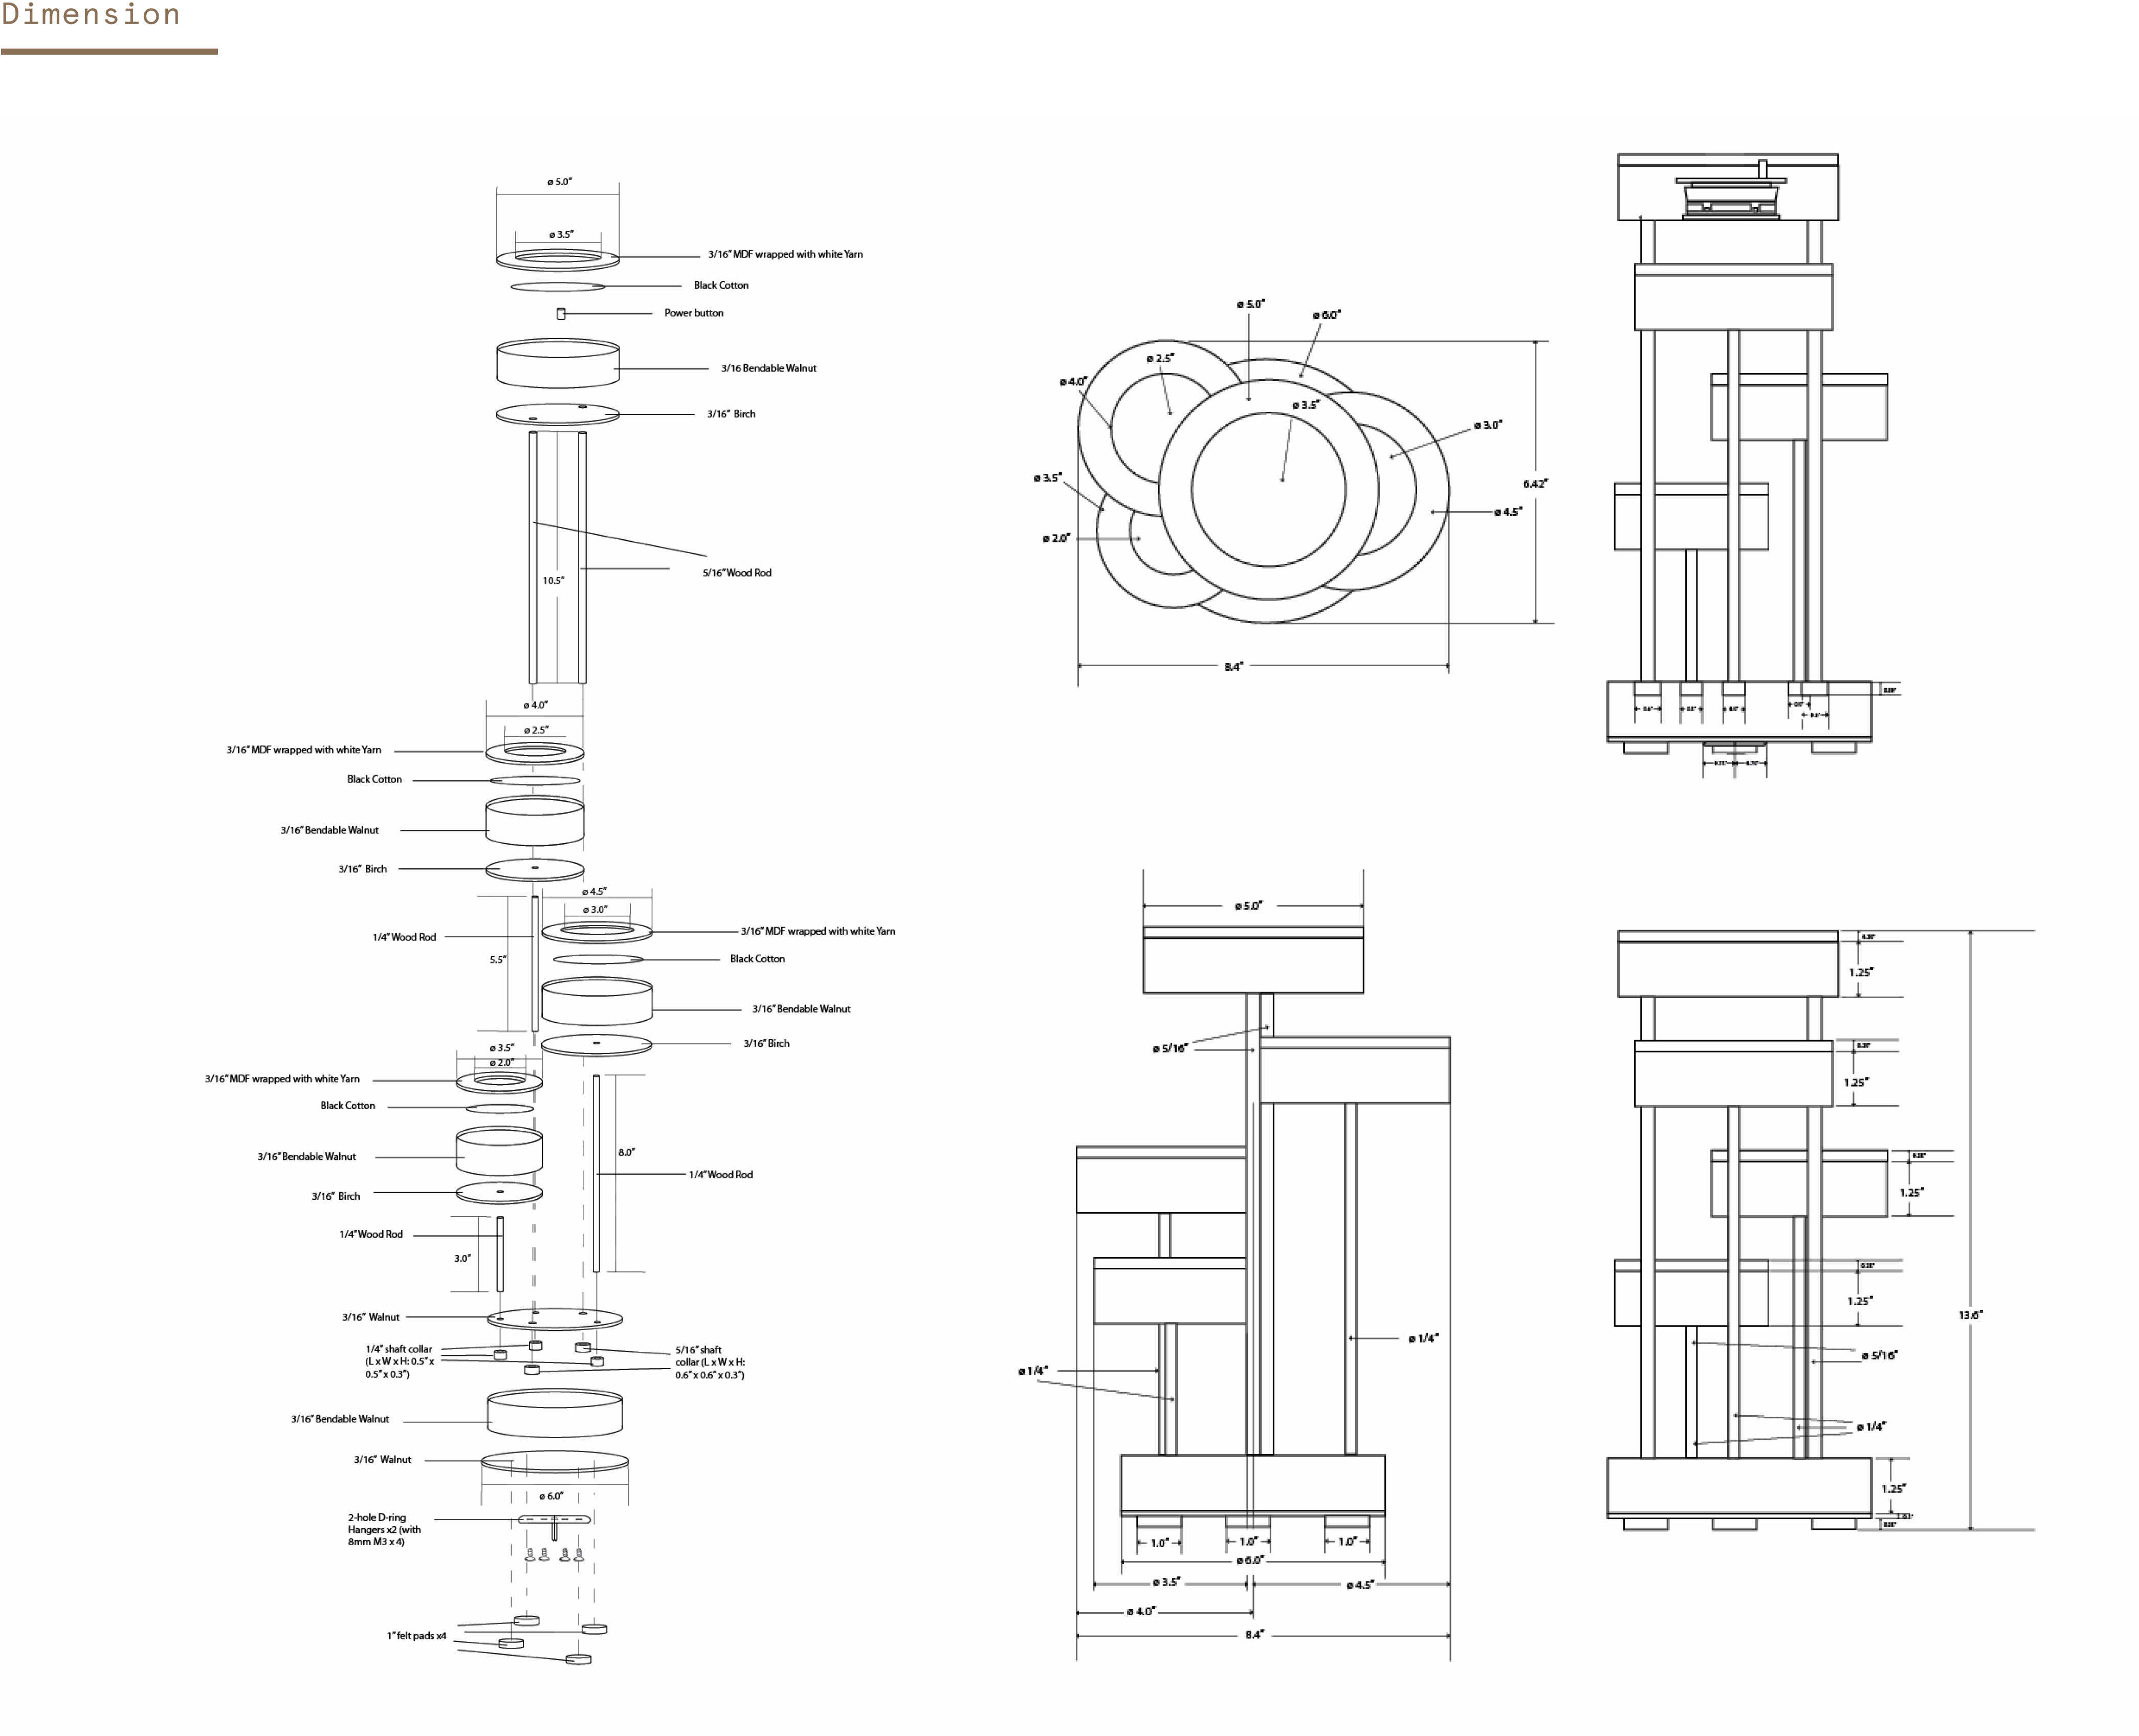 Dimension
ø 5.0"
ø 3.5"
3/16" MDF wrapped with white Yarn
Black Cotton
Power button
3/16 Bendable Walnut
3/16" Birch
10.5"
5/16" Wood Rod
ø 4.0"
ø 2.5"
3/16" MDF wrapped with white Yarn
Black Cotton
3/16" Bendable Walnut
3/16" Birch
ø 4.5"
ø 3.0"
1/4" Wood Rod
3/16" MDF wrapped with white Yarn
5.5"
Black Cotton
3/16" Bendable Walnut
3/16" Birch
ø 3.5"
ø 2.0"
3/16" MDF wrapped with white Yarn
Black Cotton
3/16" Bendable Walnut
8.0"
1/4" Wood Rod
3/16" Birch
1/4" Wood Rod
3.0"
3/16" Walnut
1/4" shaft collar
(L x W x H: 0.5" x
0.5" x 0.3")
5/16" shaft
collar (L x W x H:
0.6" x 0.6" x 0.3")
3/16" Bendable Walnut
3/16" Walnut
ø 6.0"
2-hole D-ring
Hangers x2 (with
8mm M3 x 4)
1" felt pads x4
ø 5.0"
ø 6.0"
ø 2.5"
ø 4.0"
ø 3.5"
ø 3.0"
ø 3.5"
6.42"
ø 4.5"
ø 2.0"
8.4"
ø 5.0"
ø 5/16"
ø 1/4"
ø 1/4"
1.0"
1.0"
1.0"
ø 6.0"
ø 3.5"
ø 4.5"
ø 4.0"
8.4"
1.25"
1.25"
1.25"
1.25"
13.6"
ø 5/16"
ø 1/4"
1.25"